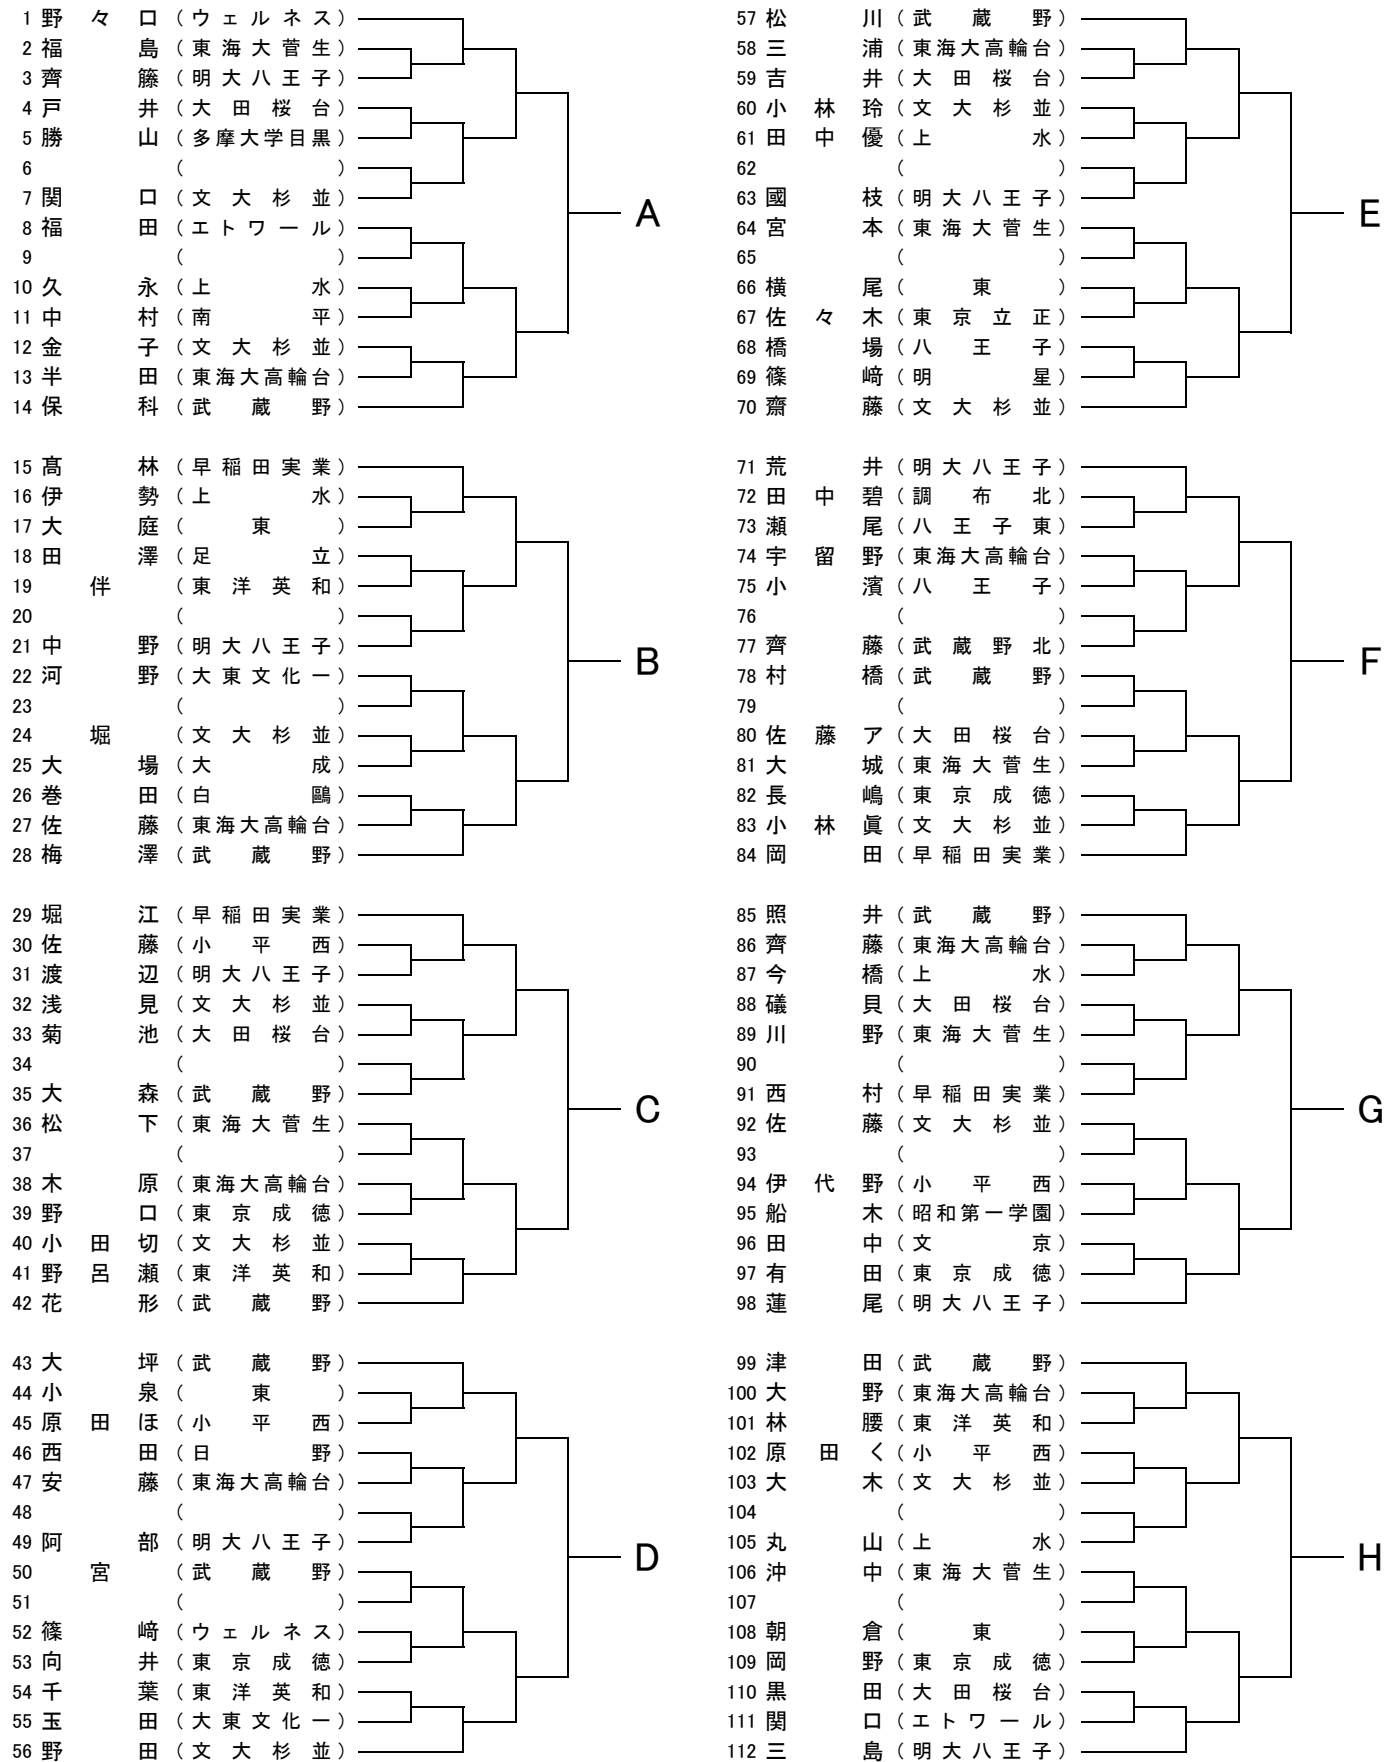 1 野々口 (ウェルネス)
2 福島 (東海大菅生)
3 齊籐 (明大八王子)
4 戸井 (大田桜台)
5 勝山 (多摩大学目黒)
6 ( )
7 関口 (文大杉並)
8 福田 (エトワール)
9 ( )
10 久永 (上水)
11 中村 (南平)
12 金子 (文大杉並)
13 半田 (東海大高輪台)
14 保科 (武蔵野)
A
15 髙林 (早稲田実業)
16 伊勢 (上水)
17 大庭 (東)
18 田澤 (足立)
19 伴 (東洋英和)
20 ( )
21 中野 (明大八王子)
22 河野 (大東文化一)
23 ( )
24 堀 (文大杉並)
25 大場 (大成)
26 巻田 (白鷗)
27 佐藤 (東海大高輪台)
28 梅澤 (武蔵野)
B
29 堀江 (早稲田実業)
30 佐藤 (小平西)
31 渡辺 (明大八王子)
32 浅見 (文大杉並)
33 菊池 (大田桜台)
34 ( )
35 大森 (武蔵野)
36 松下 (東海大菅生)
37 ( )
38 木原 (東海大高輪台)
39 野口 (東京成徳)
40 小田切 (文大杉並)
41 野呂瀬 (東洋英和)
42 花形 (武蔵野)
C
43 大坪 (武蔵野)
44 小泉 (東)
45 原田ほ (小平西)
46 西田 (日野)
47 安藤 (東海大高輪台)
48 ( )
49 阿部 (明大八王子)
50 宮 (武蔵野)
51 ( )
52 篠﨑 (ウェルネス)
53 向井 (東京成徳)
54 千葉 (東洋英和)
55 玉田 (大東文化一)
56 野田 (文大杉並)
D
57 松川 (武蔵野)
58 三浦 (東海大高輪台)
59 吉井 (大田桜台)
60 小林玲 (文大杉並)
61 田中優 (上水)
62 ( )
63 國枝 (明大八王子)
64 宮本 (東海大菅生)
65 ( )
66 横尾 (東)
67 佐々木 (東京立正)
68 橋場 (八王子)
69 篠﨑 (明星)
70 齋藤 (文大杉並)
E
71 荒井 (明大八王子)
72 田中碧 (調布北)
73 瀬尾 (八王子東)
74 宇留野 (東海大高輪台)
75 小濱 (八王子)
76 ( )
77 齊藤 (武蔵野北)
78 村橋 (武蔵野)
79 ( )
80 佐藤ア (大田桜台)
81 大城 (東海大菅生)
82 長嶋 (東京成徳)
83 小林眞 (文大杉並)
84 岡田 (早稲田実業)
F
85 照井 (武蔵野)
86 齊藤 (東海大高輪台)
87 今橋 (上水)
88 礒貝 (大田桜台)
89 川野 (東海大菅生)
90 ( )
91 西村 (早稲田実業)
92 佐藤 (文大杉並)
93 ( )
94 伊代野 (小平西)
95 船木 (昭和第一学園)
96 田中 (文京)
97 有田 (東京成徳)
98 蓮尾 (明大八王子)
G
99 津田 (武蔵野)
100 大野 (東海大高輪台)
101 林腰 (東洋英和)
102 原田く (小平西)
103 大木 (文大杉並)
104 ( )
105 丸山 (上水)
106 沖中 (東海大菅生)
107 ( )
108 朝倉 (東)
109 岡野 (東京成徳)
110 黒田 (大田桜台)
111 関口 (エトワール)
112 三島 (明大八王子)
H